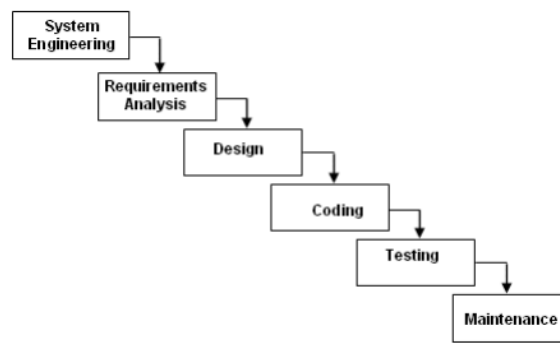 System
Engineering
Requirements
Analysis
Design
Coding
Testing
Maintenance